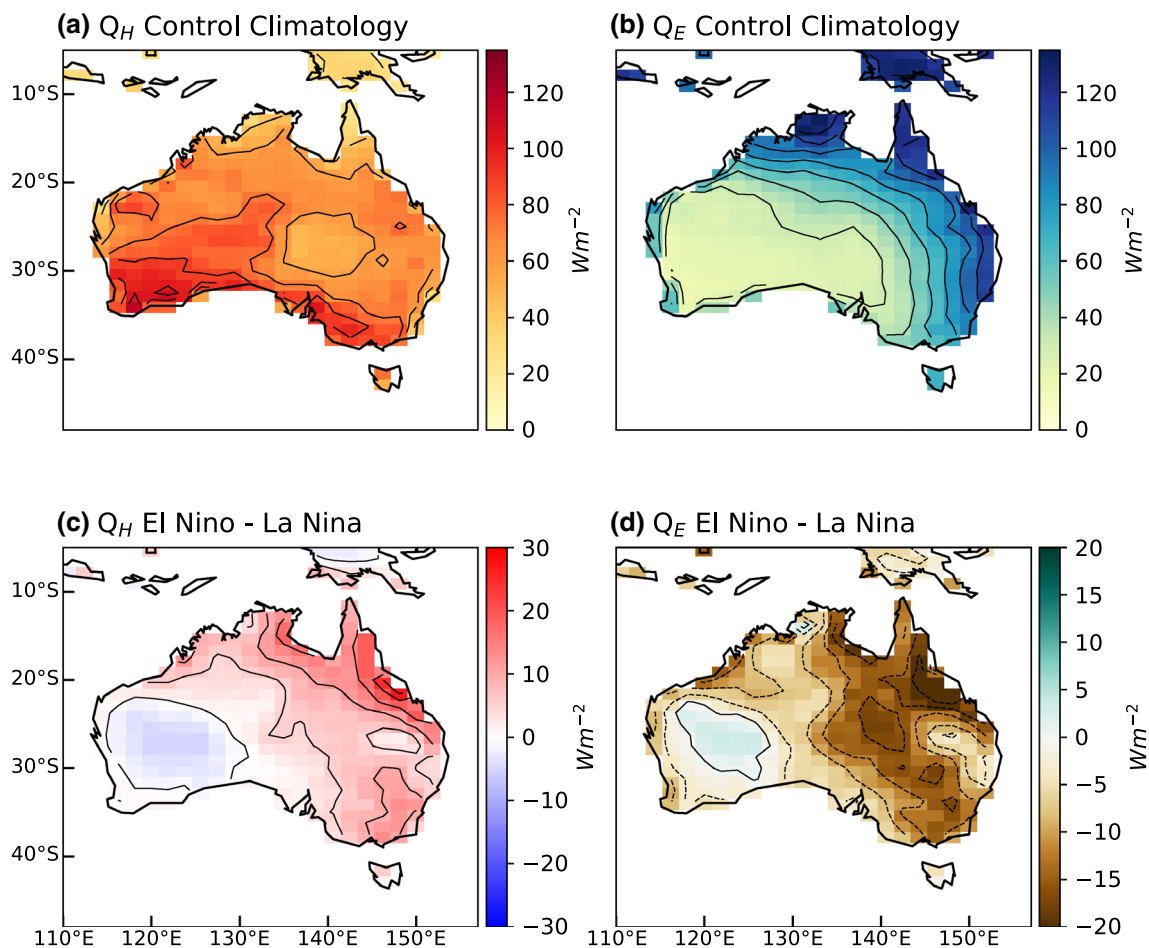 (a) Q_H Control Climatology
10°S
20°S
30°S
40°S
120
100
80
60
40
20
0
Wm⁻²
(b) Q_E Control Climatology
120
100
80
60
40
20
0
Wm⁻²
(c) Q_H El Nino - La Nina
10°S
20°S
30°S
40°S
110°E 120°E 130°E 140°E 150°E
30
20
10
0
−10
−20
−30
Wm⁻²
(d) Q_E El Nino - La Nina
110°E 120°E 130°E 140°E 150°E
20
15
10
5
0
−5
−10
−15
−20
Wm⁻²